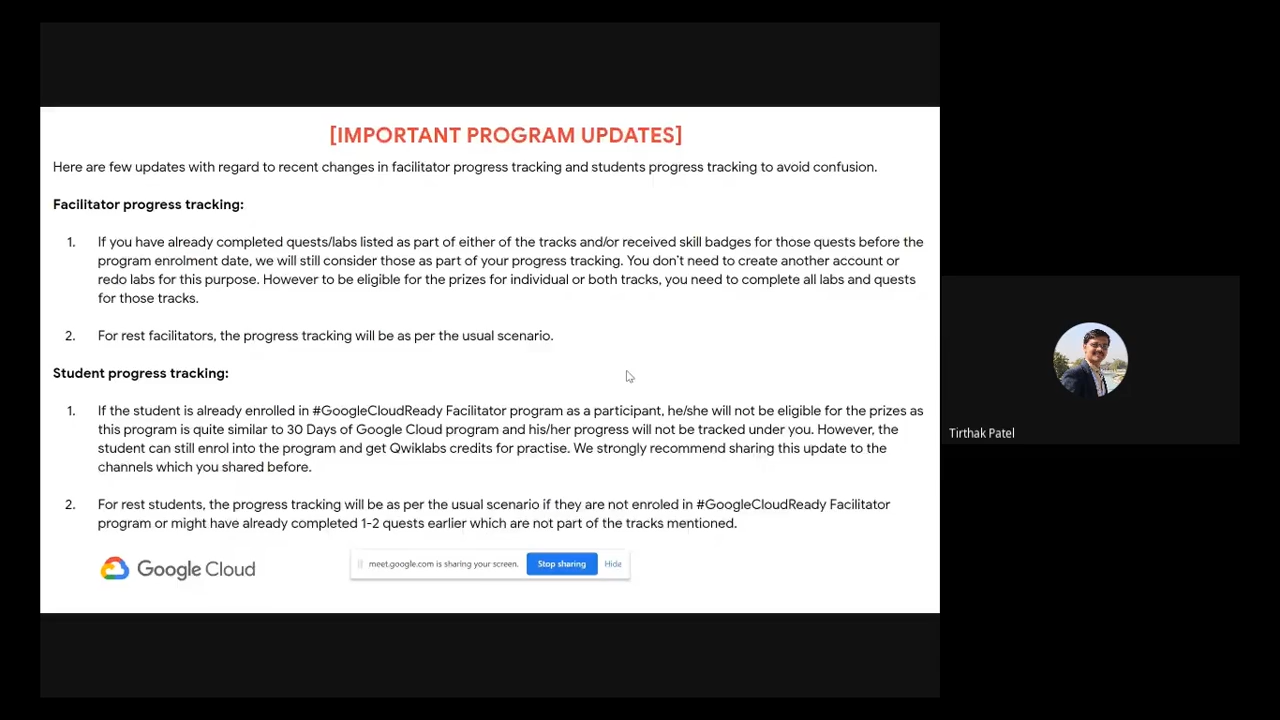 [IMPORTANT PROGRAM UPDATES]
Here are few updates with regard to recent changes in facilitator progress tracking and students progress tracking to avoid confusion.
Facilitator progress tracking:
1. If you have already completed quests/labs listed as part of either of the tracks and/or received skill badges for those quests before the
program enrolment date, we will still consider those as part of your progress tracking. You don't need to create another account or
redo labs for this purpose. However to be eligible for the prizes for individual or both tracks, you need to complete all labs and quests
for those tracks.
2. For rest facilitators, the progress tracking will be as per the usual scenario.
Student progress tracking:
1. If the student is already enrolled in #GoogleCloudReady Facilitator program as a participant, he/she will not be eligible for the prizes as
this program is quite similar to 30 Days of Google Cloud program and his/her progress will not be tracked under you. However, the
student can still enrol into the program and get Qwiklabs credits for practise. We strongly recommend sharing this update to the
channels which you shared before.
2. For rest students, the progress tracking will be as per the usual scenario if they are not enroled in #GoogleCloudReady Facilitator
program or might have already completed 1-2 quests earlier which are not part of the tracks mentioned.
Google Cloud
meet.google.com is sharing your screen. Stop sharing Hide
Tirthak Patel